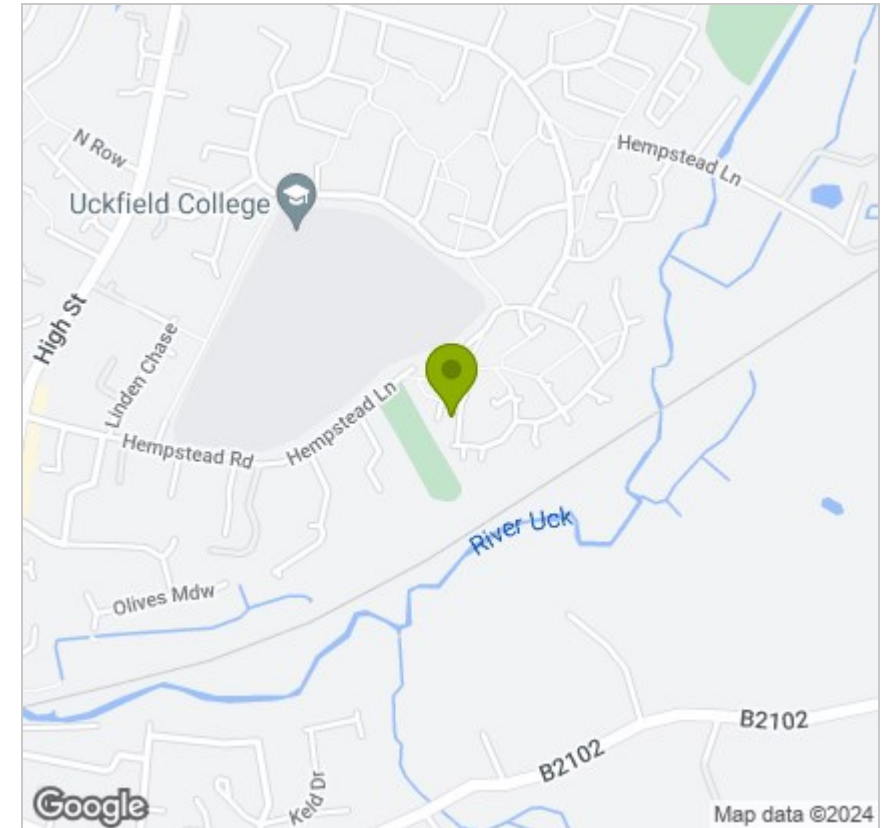 Hempstead Ln
N Row
Uckfield College
High St
Linden Chase
Hempstead Ln
Hempstead Rd
River Uck
Olives Mdw
B2102
B2102
Keld Dr
Google
Map data ©2024